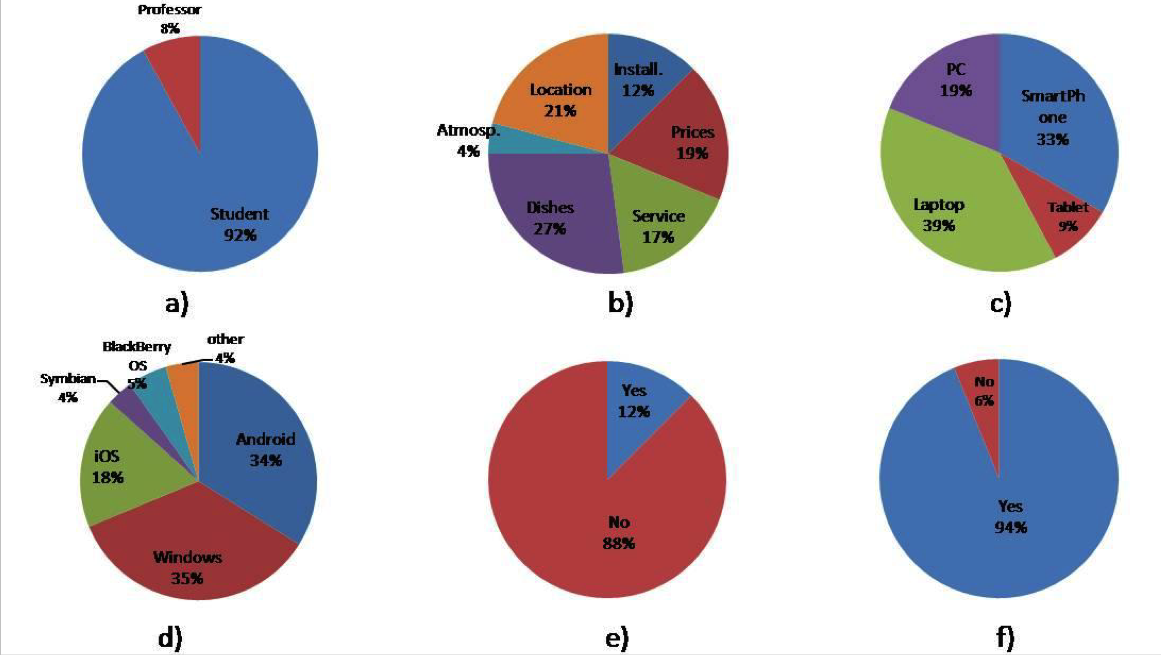 Professor
8%
Student
92%
a)
Install.
12%
Prices
19%
Service
17%
Dishes
27%
Atmosp.
4%
Location
21%
b)
SmartPh
one
33%
Tablet
9%
Laptop
39%
PC
19%
c)
Android
34%
Windows
35%
iOS
18%
Symbian
4%
BlackBerry
OS
5%
other
4%
d)
Yes
12%
No
88%
e)
No
6%
Yes
94%
f)